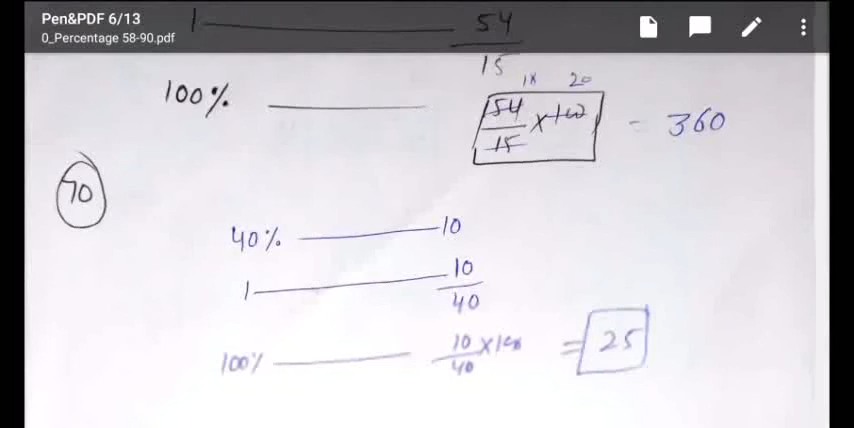 Pen&PDF 6/13
0_Percentage 58-90.pdf
1 — 54/15
100% — 54/15 × 100 = 360
18 20
70
40% — 10
1 — 10/40
100% — 10/40 × 100 = 25